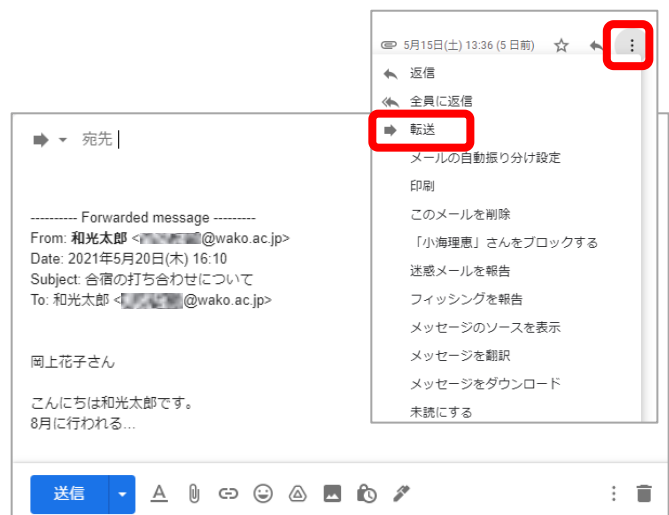 5月15日(土) 13:36 (5 日前)
返信
全員に返信
転送
メールの自動振り分け設定
印刷
このメールを削除
「小海理恵」さんをブロックする
迷惑メールを報告
フィッシングを報告
メッセージのソースを表示
メッセージを翻訳
メッセージをダウンロード
未読にする
宛先
---------- Forwarded message ---------
From: 和光太郎 < @wako.ac.jp>
Date: 2021年5月20日(木) 16:10
Subject: 合宿の打ち合わせについて
To: 和光太郎 < @wako.ac.jp>
岡上花子さん
こんにちは和光太郎です。
8月に行われる...
送信